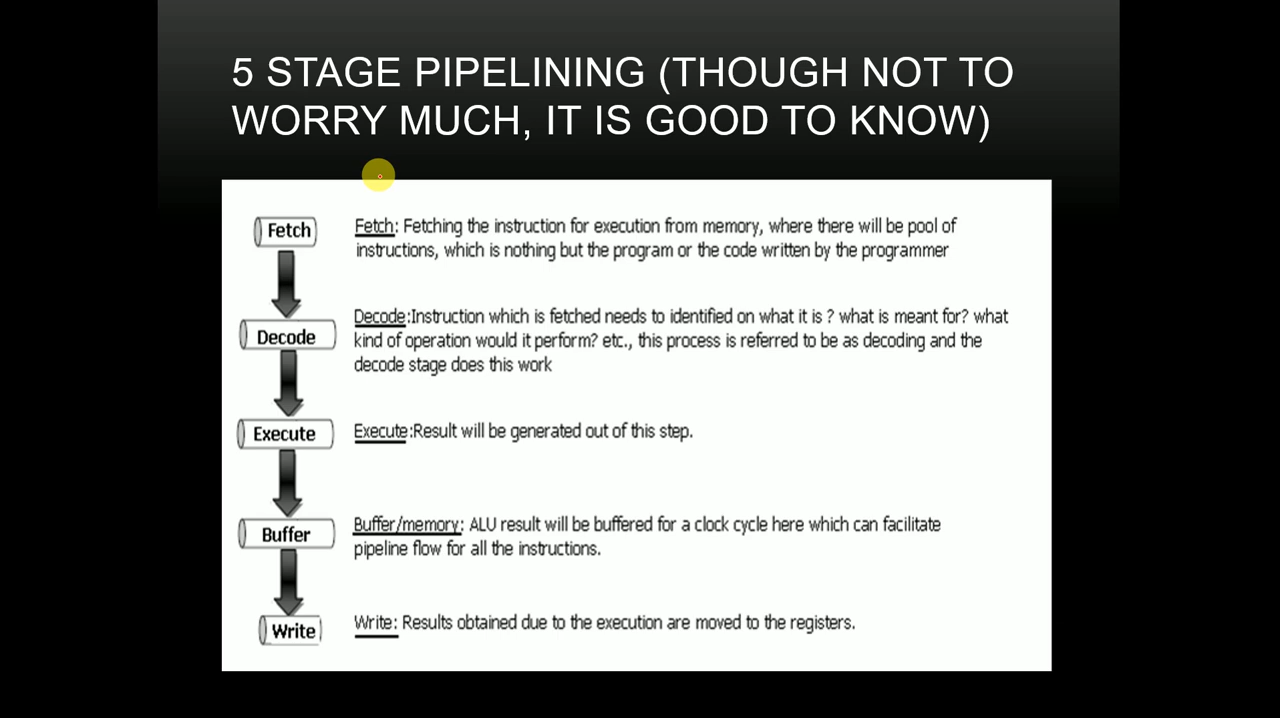 5 STAGE PIPELINING (THOUGH NOT TO
WORRY MUCH, IT IS GOOD TO KNOW)
Fetch
Fetch: Fetching the instruction for execution from memory, where there will be pool of
instructions, which is nothing but the program or the code written by the programmer
Decode
Decode:Instruction which is fetched needs to identified on what it is ? what is meant for? what
kind of operation would it perform? etc., this process is referred to be as decoding and the
decode stage does this work
Execute
Execute:Result will be generated out of this step.
Buffer
Buffer/memory: ALU result will be buffered for a clock cycle here which can facilitate
pipeline flow for all the instructions.
Write
Write: Results obtained due to the execution are moved to the registers.